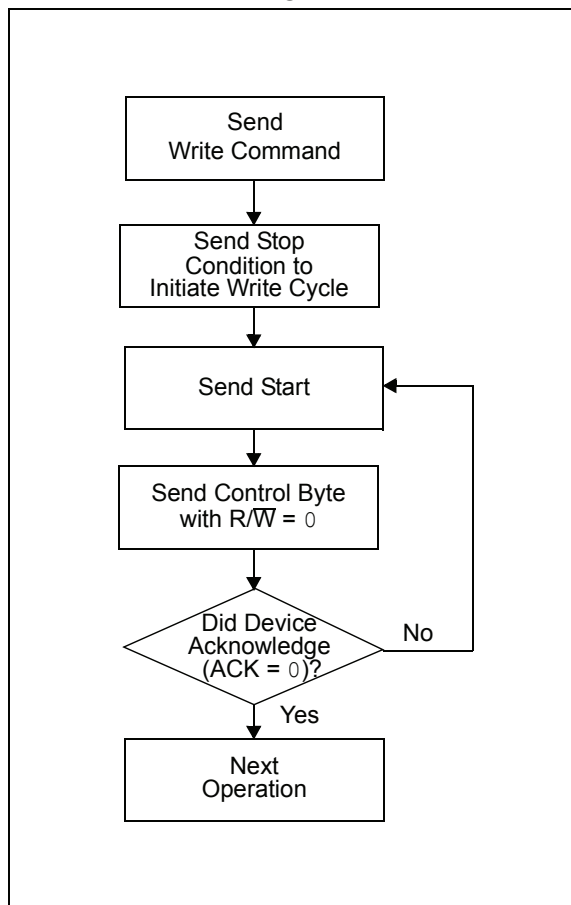 Send
Write Command
Send Stop
Condition to
Initiate Write Cycle
Send Start
Send Control Byte
with R/W̅ = 0
Did Device
Acknowledge
(ACK = 0)?
No
Yes
Next
Operation